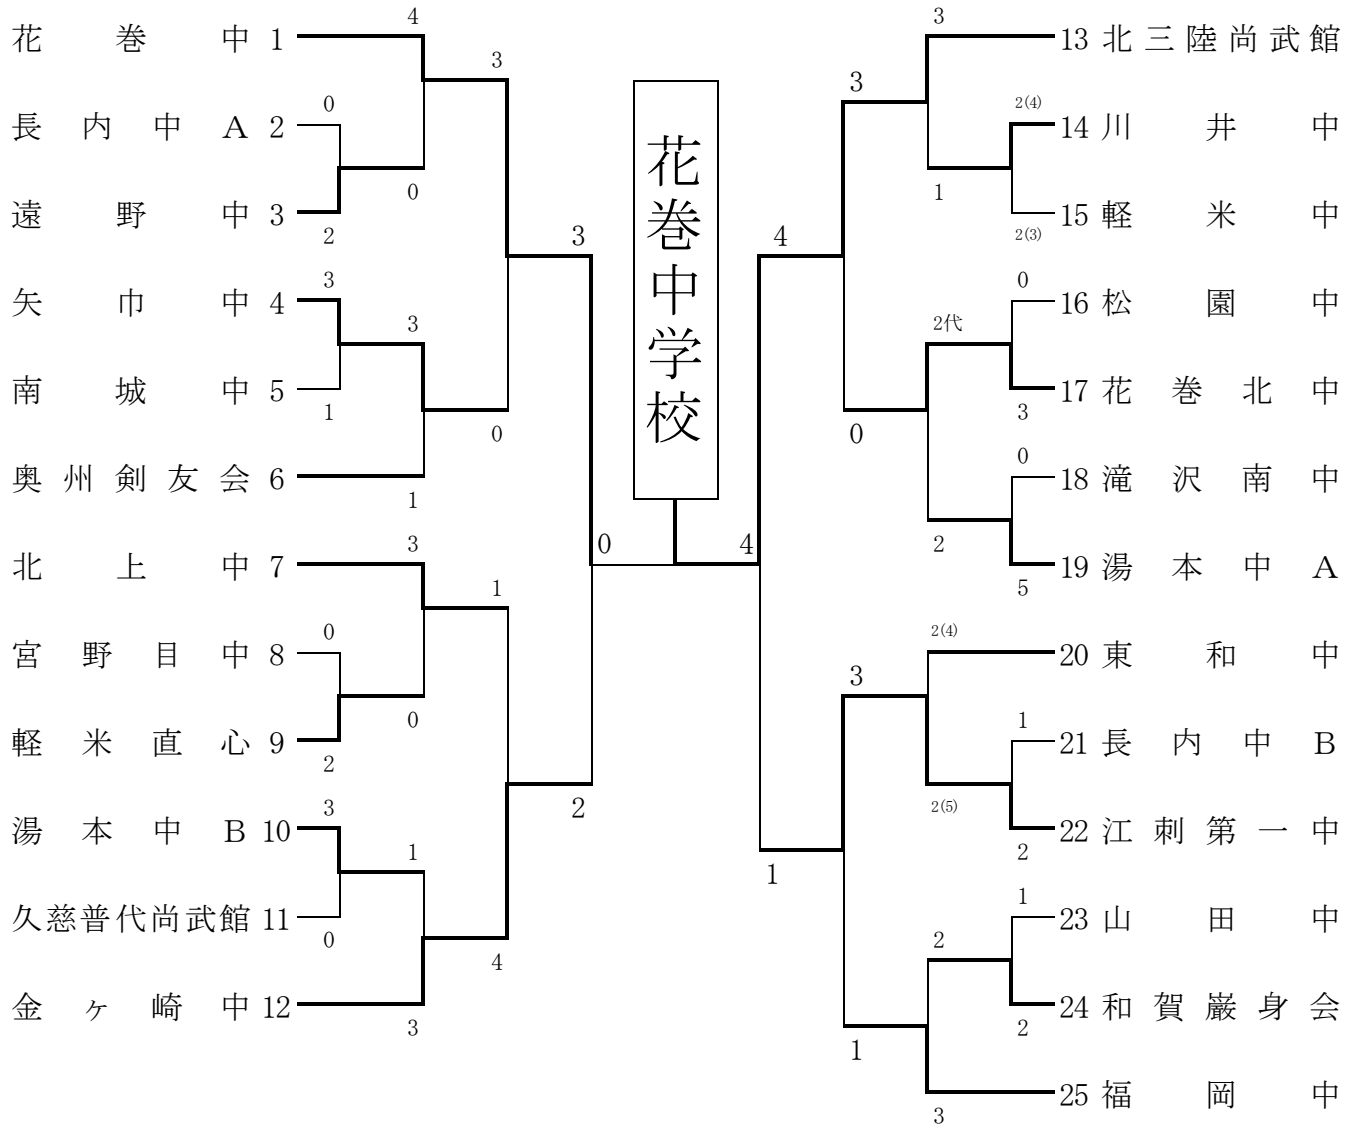 花巻中 1
長内中A 2
遠野中 3
矢巾中 4
南城中 5
奥州剣友会 6
北上中 7
宮野目中 8
軽米直心 9
湯本中B 10
久慈普代尚武館 11
金ヶ崎中 12
4
0
2
3
1
1
3
0
2
3
0
3
3
0
3
0
1
0
1
4
3
2
0
花巻中学校
4
4
1
3
0
3
1
3
1
2代
2
2(4)
2(5)
2
3
2(4)
2(3)
0
3
0
5
1
2
1
2
13 北三陸尚武館
14 川井中
15 軽米中
16 松園中
17 花巻北中
18 滝沢南中
19 湯本中A
20 東和中
21 長内中B
22 江刺第一中
23 山田中
24 和賀巌身会
25 福岡中